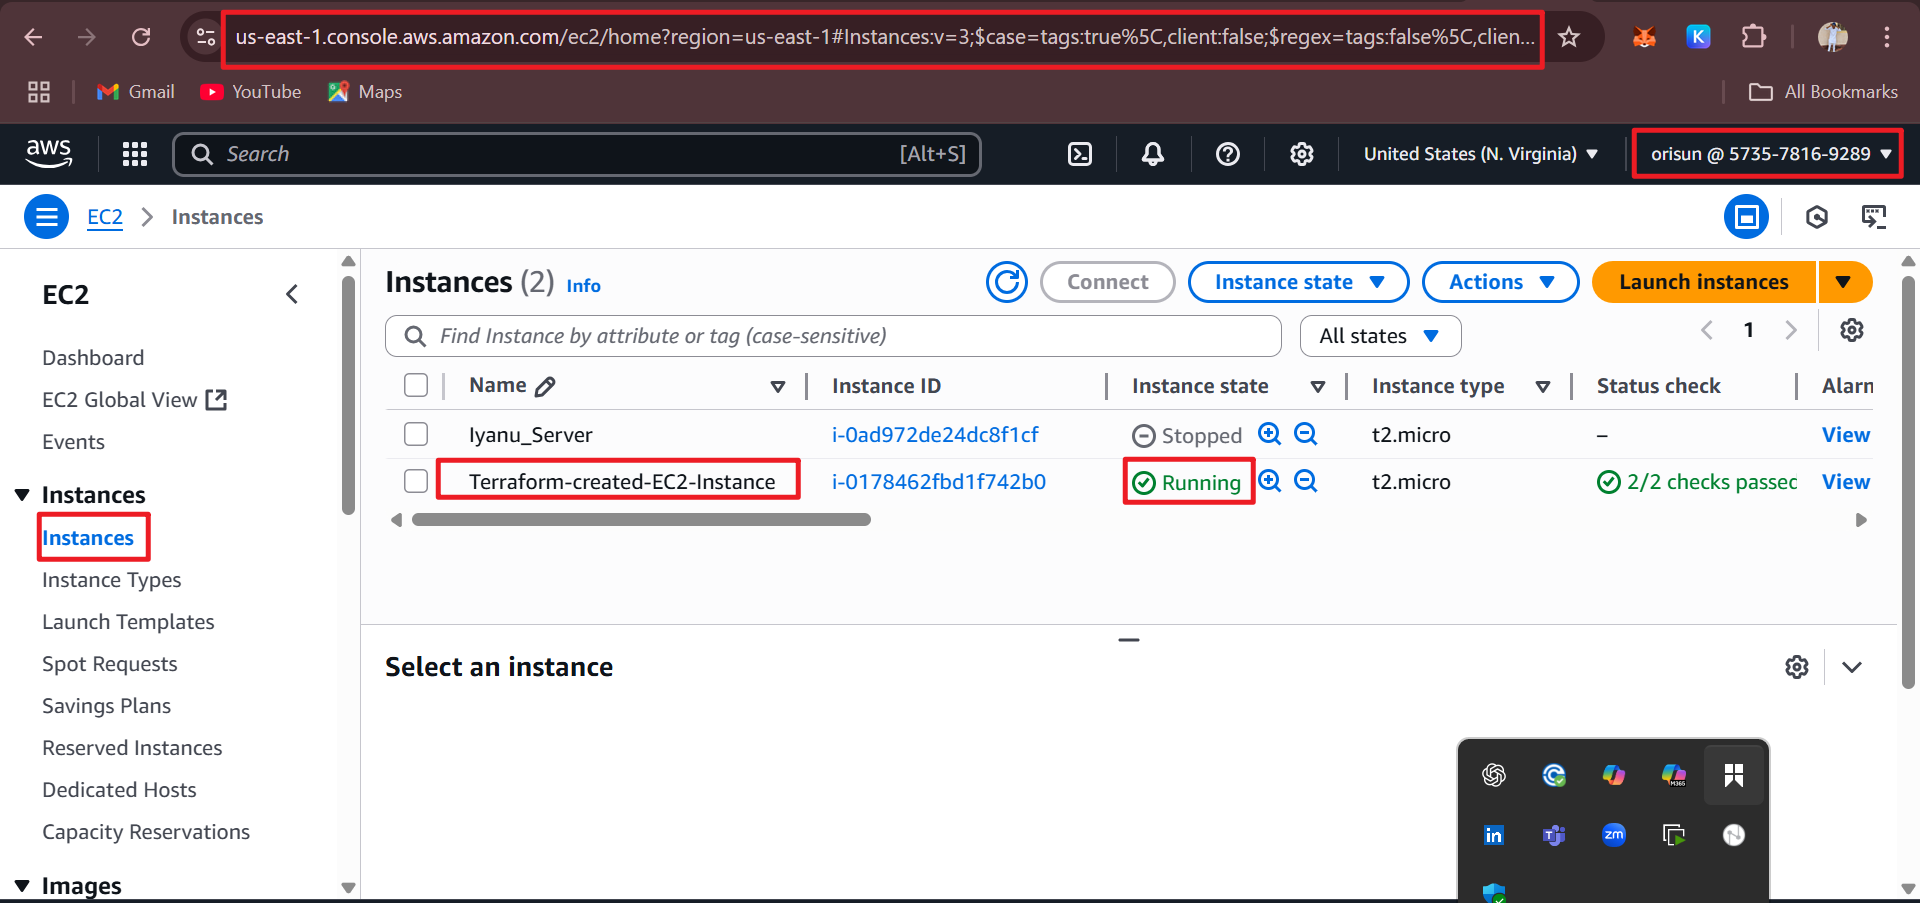 us-east-1.console.aws.amazon.com/ec2/home?region=us-east-1#Instances:v=3;$case=tags:true%5C,client:false;$regex=tags:false%5C,clien...
K
Gmail
YouTube
Maps
All Bookmarks
aws
Search
[Alt+S]
United States (N. Virginia)
orisun @ 5735-7816-9289
EC2
Instances
EC2
Dashboard
EC2 Global View
Events
Instances
Instances
Instance Types
Launch Templates
Spot Requests
Savings Plans
Reserved Instances
Dedicated Hosts
Capacity Reservations
Images
Instances (2) Info
Connect
Instance state
Actions
Launch instances
Find Instance by attribute or tag (case-sensitive)
All states
1
Name Instance ID Instance state Instance type Status check Alarm
Iyanu_Server i-0ad972de24dc8f1cf Stopped t2.micro – View
Terraform-created-EC2-Instance i-0178462fbd1f742b0 Running t2.micro 2/2 checks passed View
Select an instance
M365
in
T
zm